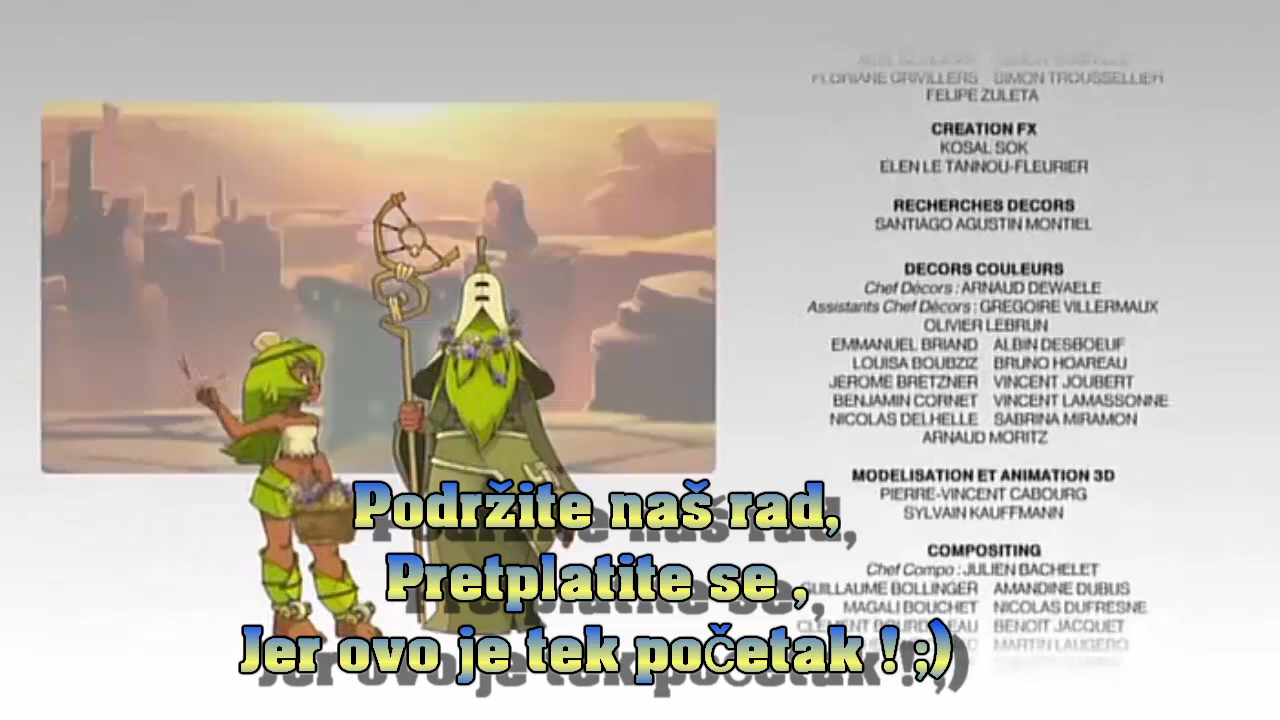 FLORIANE GRIVILLERS SIMON TROUSSELLIER
FELIPE ZULETA
CREATION FX
KOSAL SOK
ELEN LE TANNOU-FLEURIER
RECHERCHES DECORS
SANTIAGO AGUSTIN MONTIEL
DECORS COULEURS
Chef Décors : ARNAUD DEWAELE
Assistants Chef Décors : GREGOIRE VILLERMAUX
OLIVIER LEBRUN
EMMANUEL BRIAND ALBIN DESBOEUF
LOUISA BOUBZIZ BRUNO HOAREAU
JEROME BRETZNER VINCENT JOUBERT
BENJAMIN CORNET VINCENT LAMASSONNE
NICOLAS DELHELLE SABRINA MIRAMON
ARNAUD MORITZ
MODELISATION ET ANIMATION 3D
PIERRE-VINCENT CABOURG
SYLVAIN KAUFFMANN
COMPOSITING
Chef Compo : JULIEN BACHELET
GUILLAUME BOLLINGER AMANDINE DUBUS
MAGALI BOUCHET NICOLAS DUFRESNE
CLEMENT BOURDREAU BENOIT JACQUET
MARTIN LAUGERO
Podržite naš rad,
Pretplatite se ,
Jer ovo je tek početak ! ;)